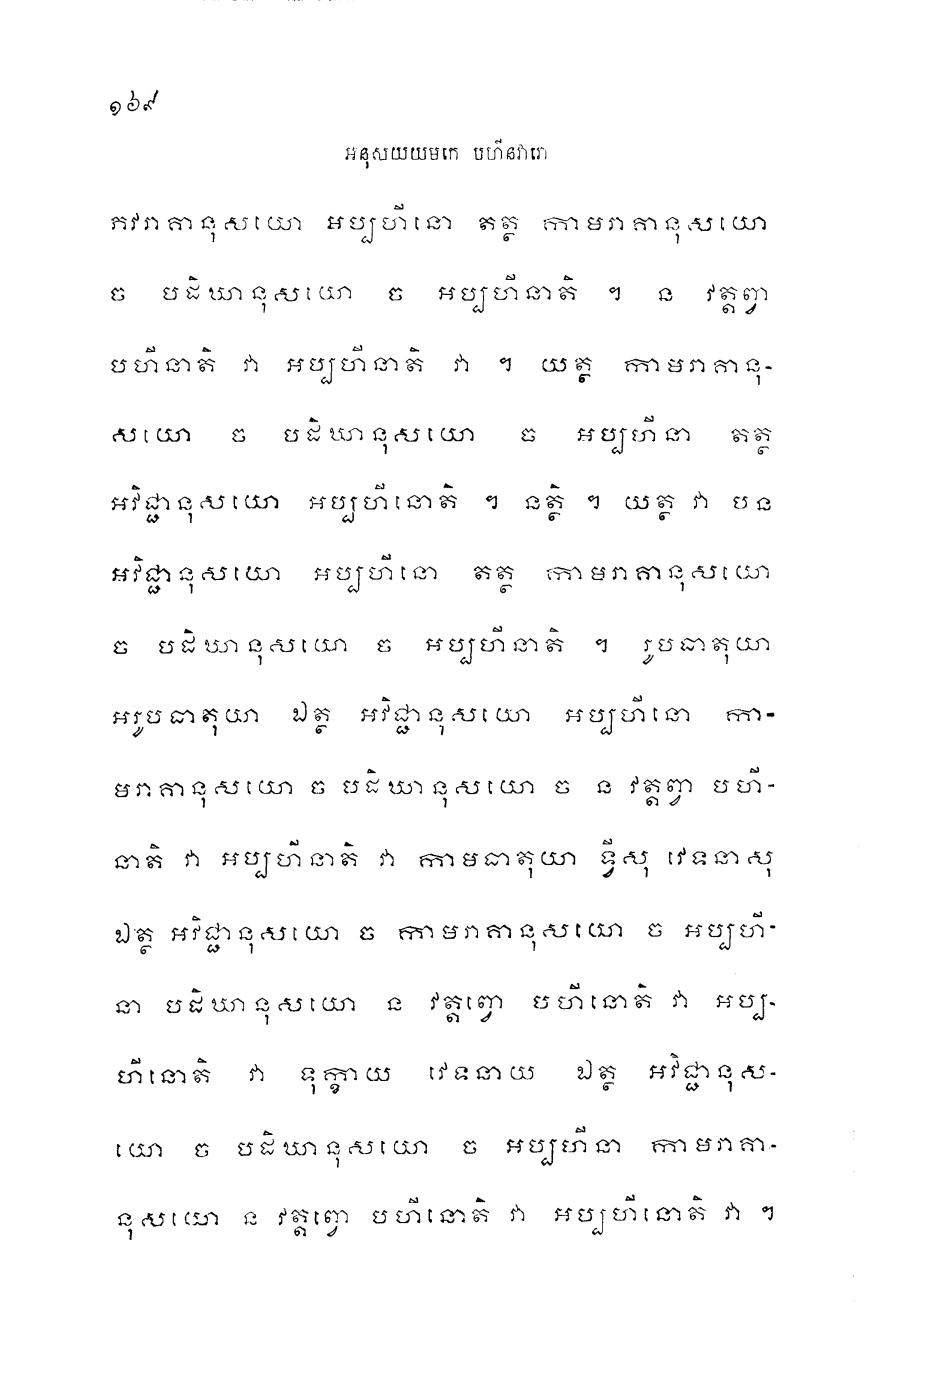 ១៦៩
អនុសយយមកេ បហីនវារោ
ភវរាគានុសយោ អប្បហីនោ តត្ថ កាមរាគានុសយោ
ច បដិឃានុសយោ ច អប្បហីនាតិ ។ ន វត្តព្វា
បហីនាតិ វា អប្បហីនាតិ វា ។ យត្ថ កាមរាគានុ-
សយោ ច បដិឃានុសយោ ច អប្បហីនា តត្ថ
អវិជ្ជានុសយោ អប្បហីនោតិ ។ នត្ថិ ។ យត្ថ វា បន
អវិជ្ជានុសយោ អប្បហីនោ តត្ថ កាមរាគានុសយោ
ច បដិឃានុសយោ ច អប្បហីនាតិ ។ រូបធាតុយា
អរូបធាតុយា ឯត្ថ អវិជ្ជានុសយោ អប្បហីនោ កា-
មរាគានុសយោ ច បដិឃានុសយោ ច ន វត្តព្វា បហី-
នាតិ វា អប្បហីនាតិ វា កាមធាតុយា ទ្វីសុ វេទនាសុ
ឯត្ថ អវិជ្ជានុសយោ ច កាមរាគានុសយោ ច អប្បហី-
នា បដិឃានុសយោ ន វត្តព្វោ បហីនោតិ វា អប្ប-
ហីនោតិ វា ទុក្ខាយ វេទនាយ ឯត្ថ អវិជ្ជានុស-
យោ ច បដិឃានុសយោ ច អប្បហីនា កាមរាគា-
នុសយោ ន វត្តព្វោ បហីនោតិ វា អប្បហីនោតិ វា ។